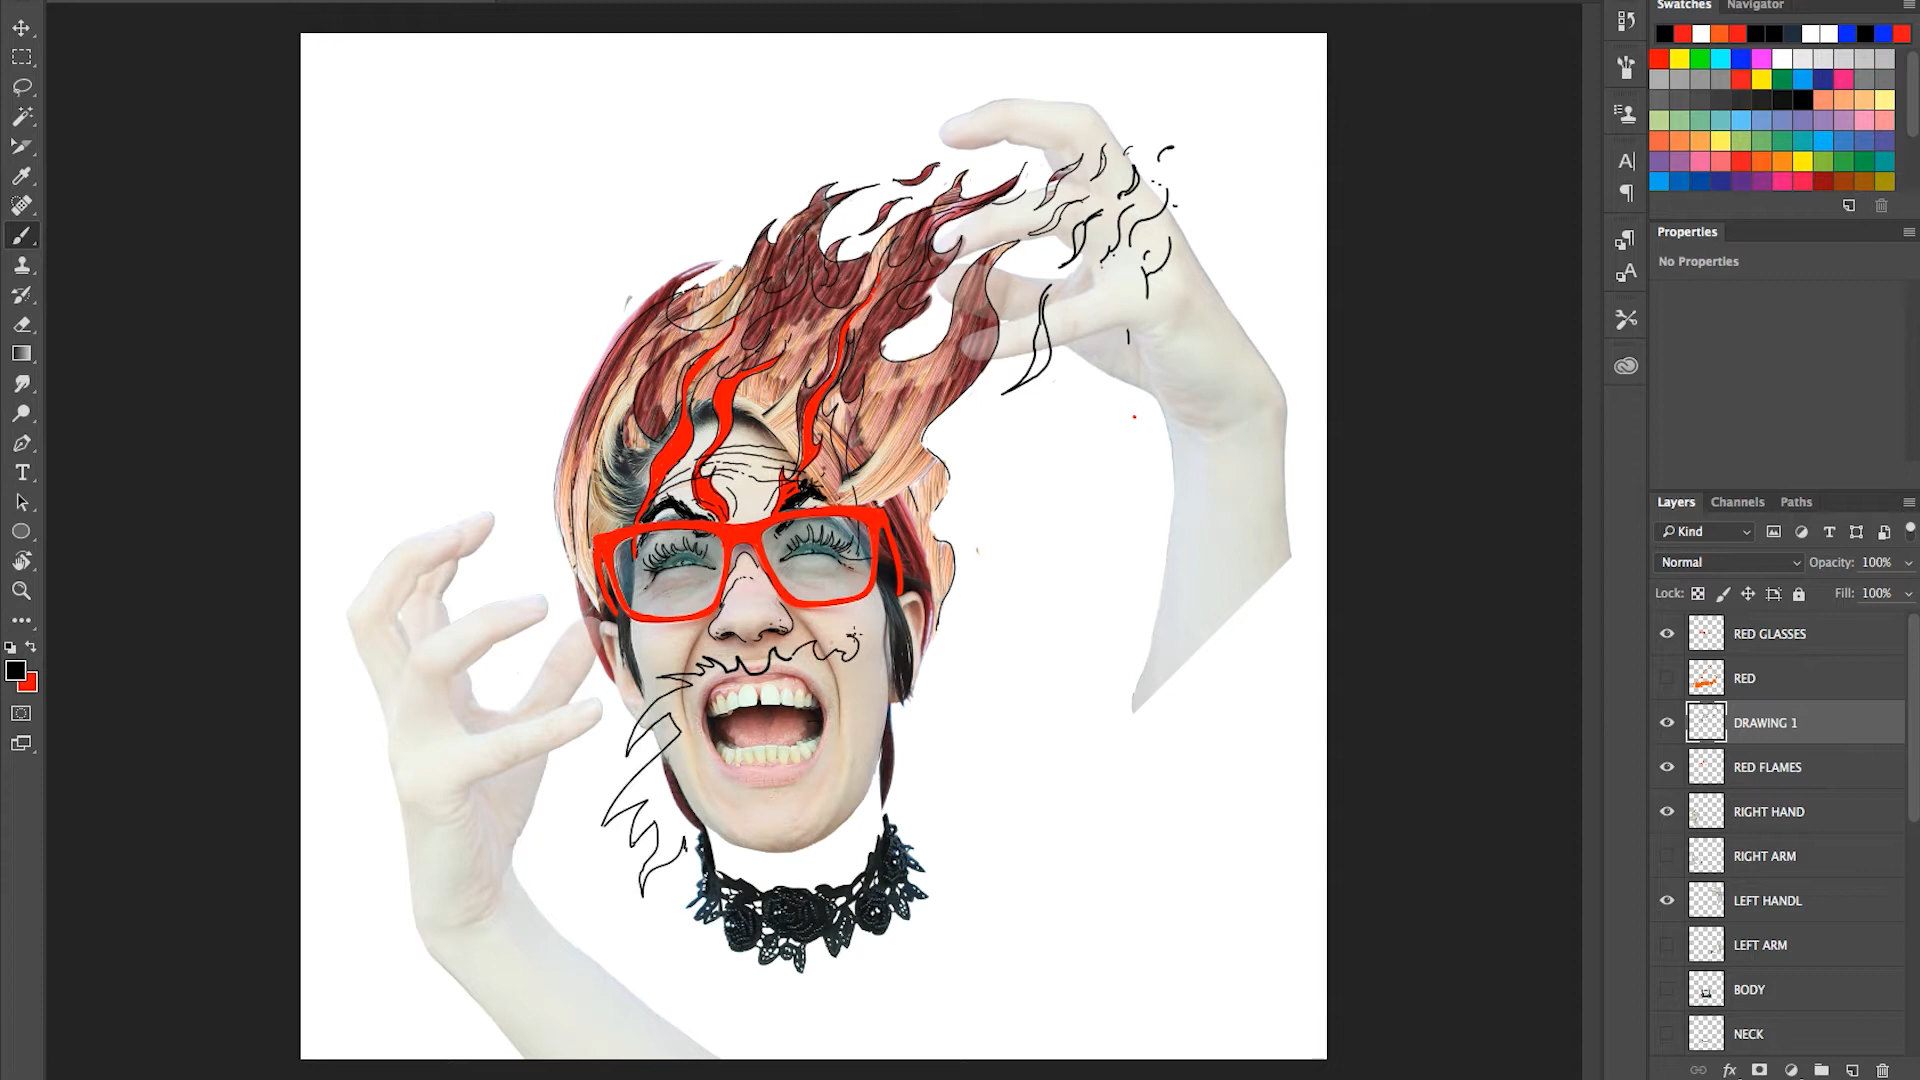 Swatches Navigator
Properties
No Properties
Layers Channels Paths
Kind
Normal Opacity: 100%
Lock: Fill: 100%
RED GLASSES
RED
DRAWING 1
RED FLAMES
RIGHT HAND
RIGHT ARM
LEFT HANDL
LEFT ARM
BODY
NECK
fx